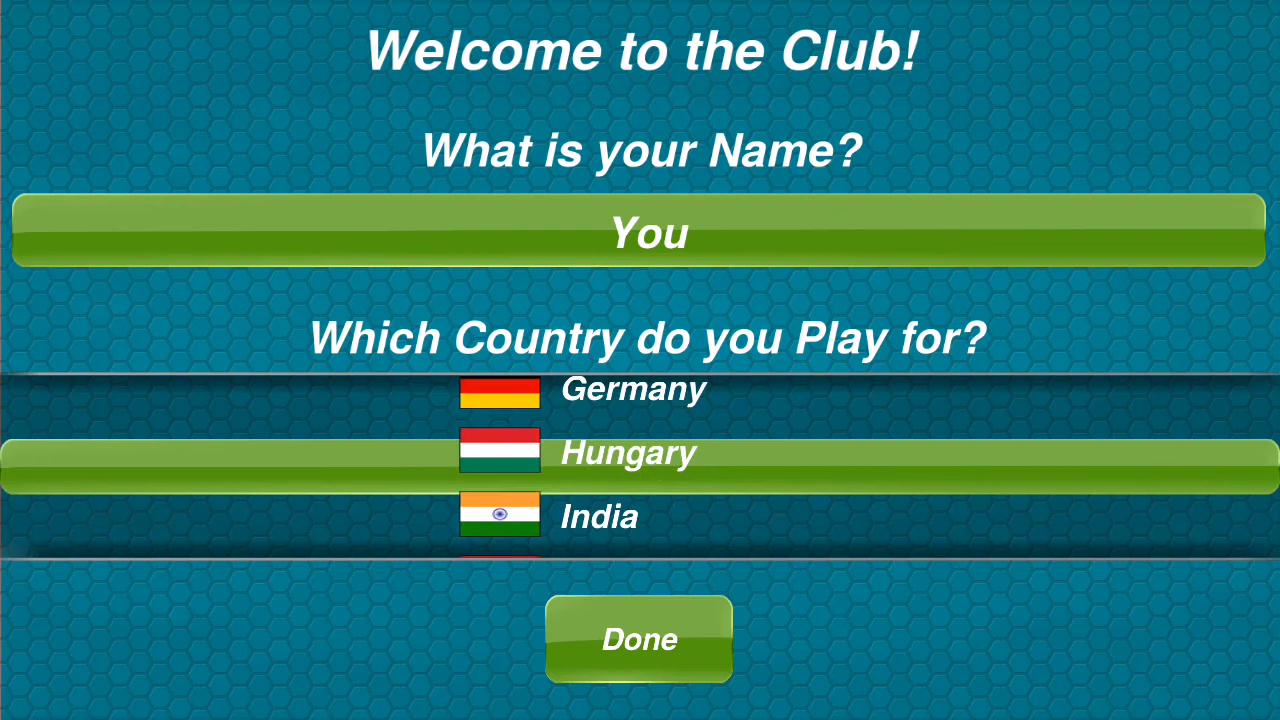 Welcome to the Club!
What is your Name?
You
Which Country do you Play for?
Germany
Hungary
India
Done